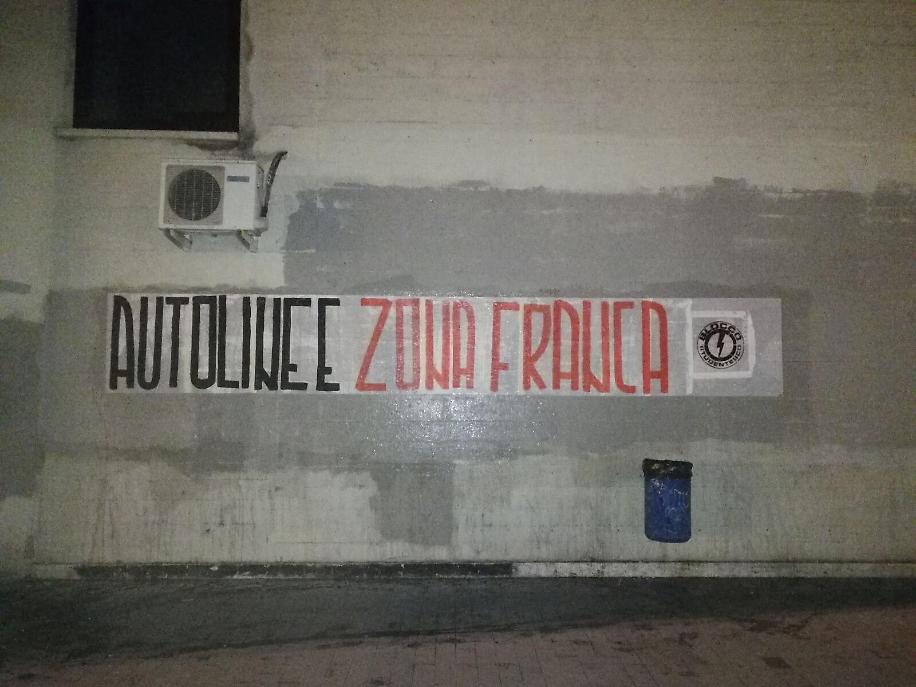 AUTOLINEE ZONA FRANCA
BLOCCO
STUDENTESCO